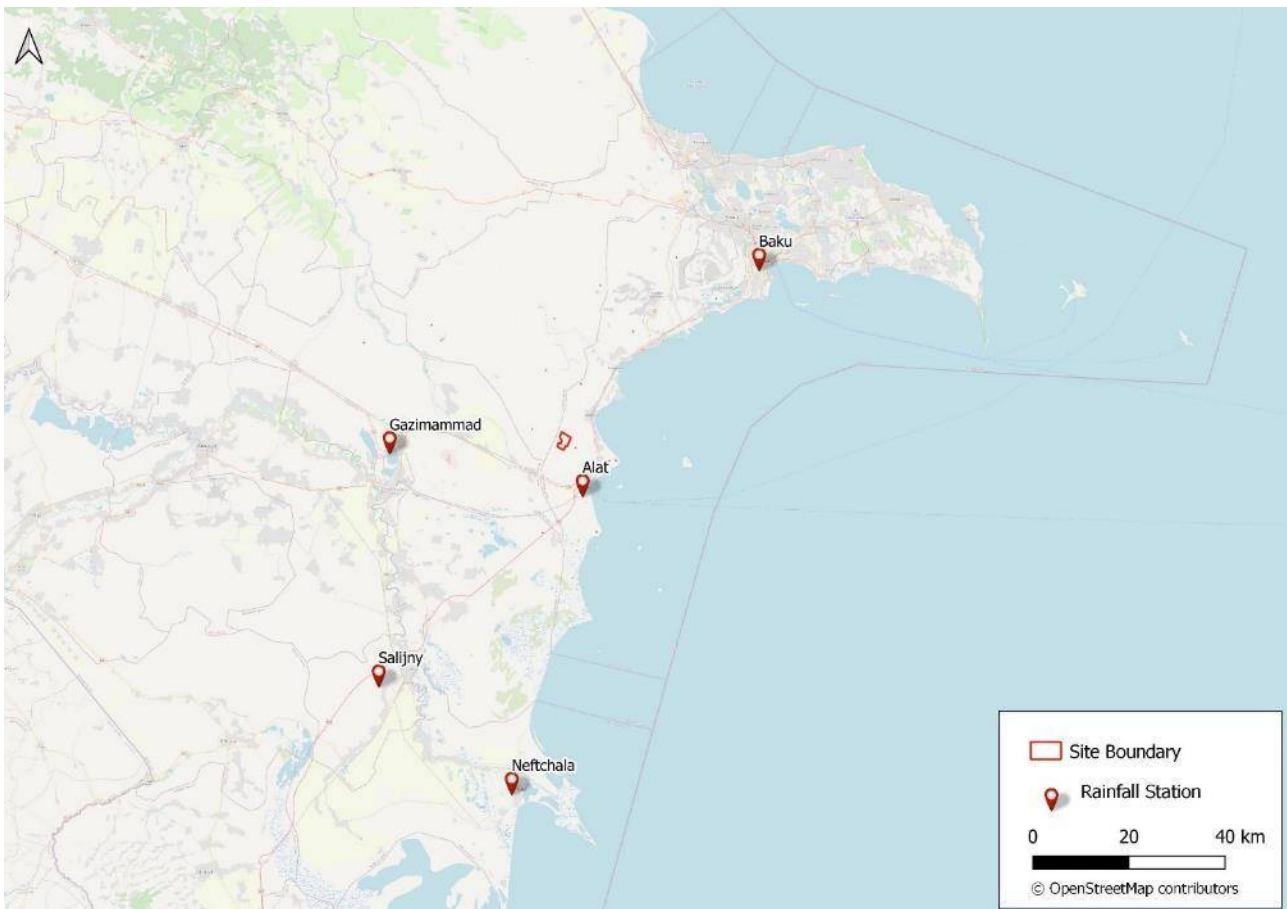 Baku
Gazimammad
Alat
Salijny
Neftchala
Site Boundary
Rainfall Station
0 20 40 km
© OpenStreetMap contributors